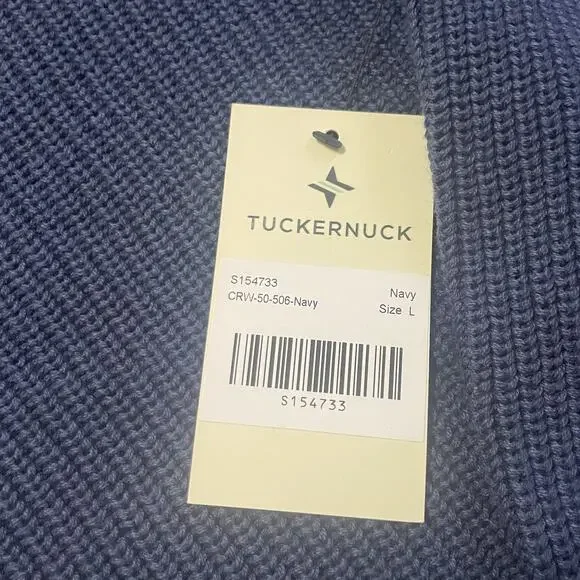 TUCKERNUCK
S154733
Navy
CRW-50-506-Navy
Size L
S154733